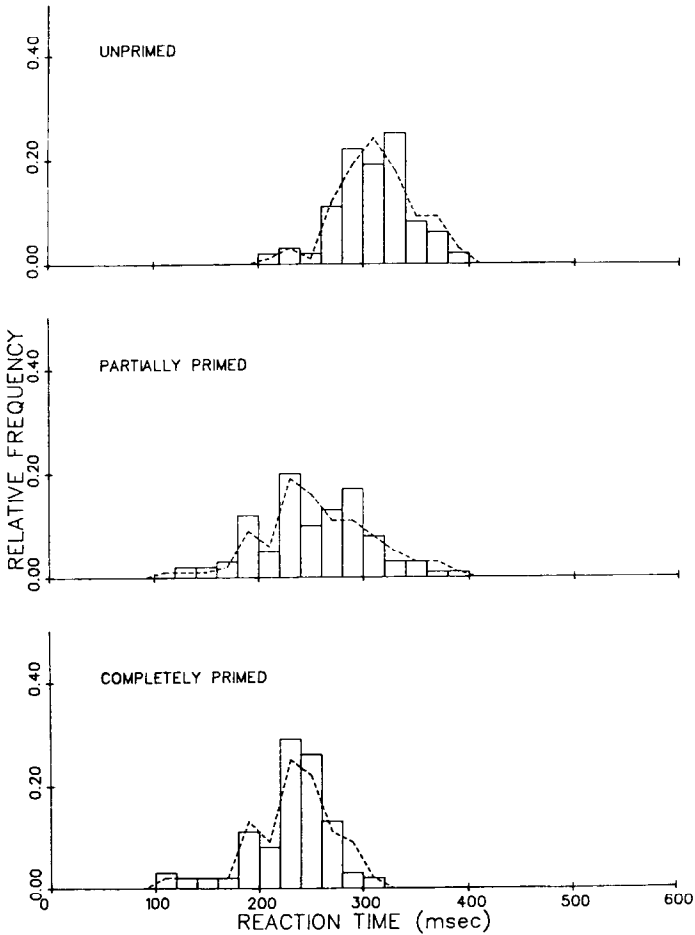 0.40
UNPRIMED
0.20
0.00
0.40
PARTIALLY PRIMED
0.20
0.00
RELATIVE FREQUENCY
0.40
COMPLETELY PRIMED
0.20
0.00
0 100 200 300 400 500 600
REACTION TIME (msec)